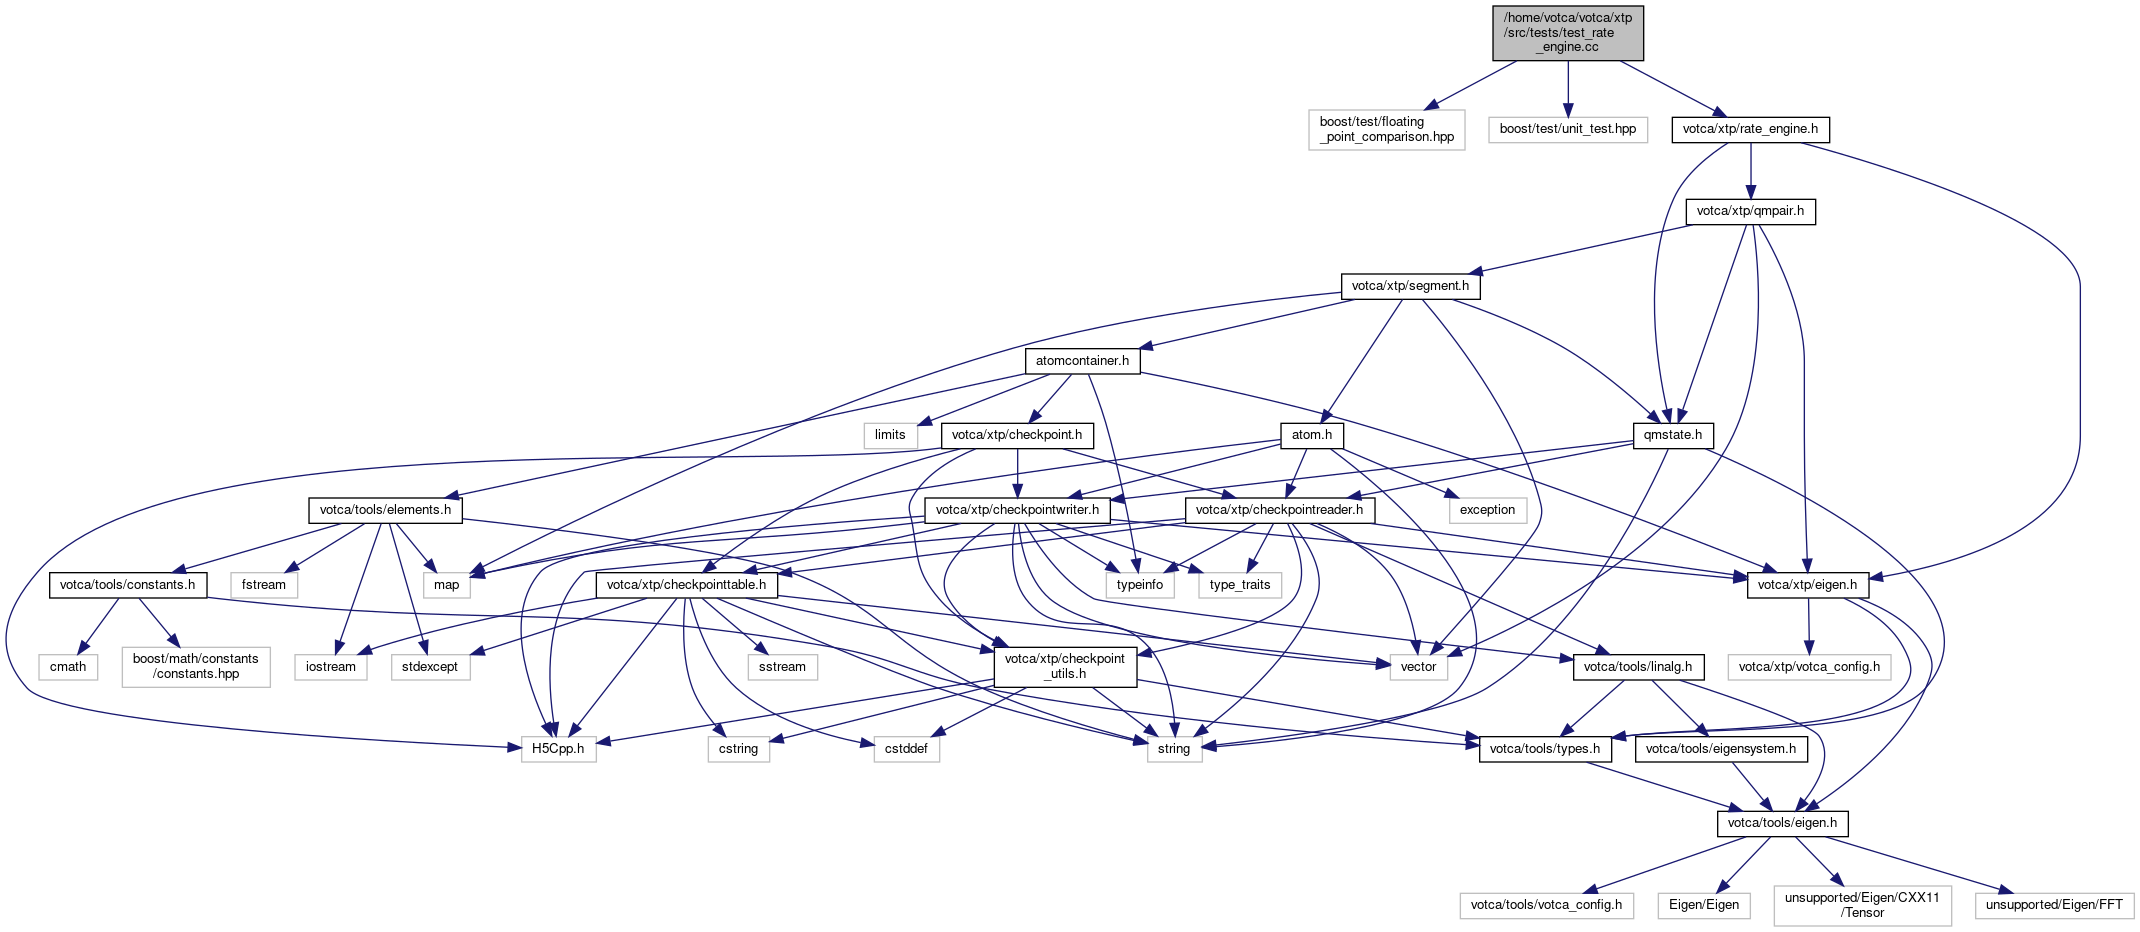 /home/votca/votca/xtp
/src/tests/test_rate
_engine.cc
boost/test/floating
_point_comparison.hpp
boost/test/unit_test.hpp
votca/xtp/rate_engine.h
votca/xtp/qmpair.h
votca/xtp/segment.h
atomcontainer.h
limits
votca/xtp/checkpoint.h
atom.h
qmstate.h
votca/tools/elements.h
votca/xtp/checkpointwriter.h
votca/xtp/checkpointreader.h
exception
votca/tools/constants.h
fstream
map
votca/xtp/checkpointtable.h
typeinfo
type_traits
votca/xtp/eigen.h
cmath
boost/math/constants
/constants.hpp
iostream
stdexcept
sstream
votca/xtp/checkpoint
_utils.h
vector
votca/tools/linalg.h
votca/xtp/votca_config.h
H5Cpp.h
cstring
cstddef
string
votca/tools/types.h
votca/tools/eigensystem.h
votca/tools/eigen.h
votca/tools/votca_config.h
Eigen/Eigen
unsupported/Eigen/CXX11
/Tensor
unsupported/Eigen/FFT